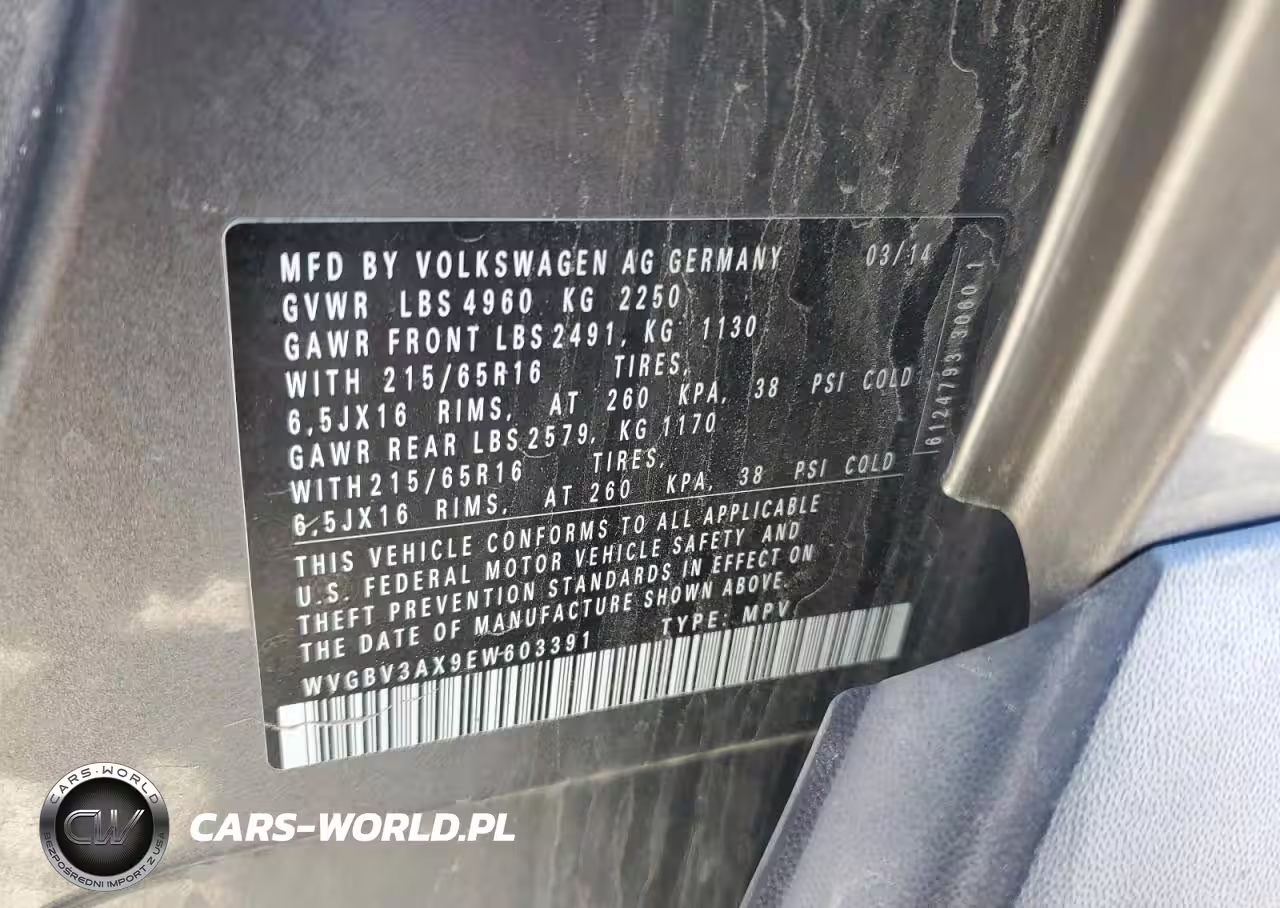 MFD BY VOLKSWAGEN AG GERMANY 03/14
GVWR LBS 4960 KG 2250
GAWR FRONT LBS 2491, KG 1130
WITH 215/65R16 TIRES,
6,5JX16 RIMS, AT 260 KPA, 38 PSI COLD
GAWR REAR LBS 2579, KG 1170
WITH 215/65R16 TIRES,
6,5JX16 RIMS, AT 260 KPA, 38 PSI COLD
THIS VEHICLE CONFORMS TO ALL APPLICABLE
U.S. FEDERAL MOTOR VEHICLE SAFETY AND
THEFT PREVENTION STANDARDS IN EFFECT ON
THE DATE OF MANUFACTURE SHOWN ABOVE.
WVGBV3AX9EW603391 TYPE: MPV
6124793 30601
CARS-WORLD
CW
BEZPOŚREDNI IMPORT Z USA
CARS-WORLD.PL